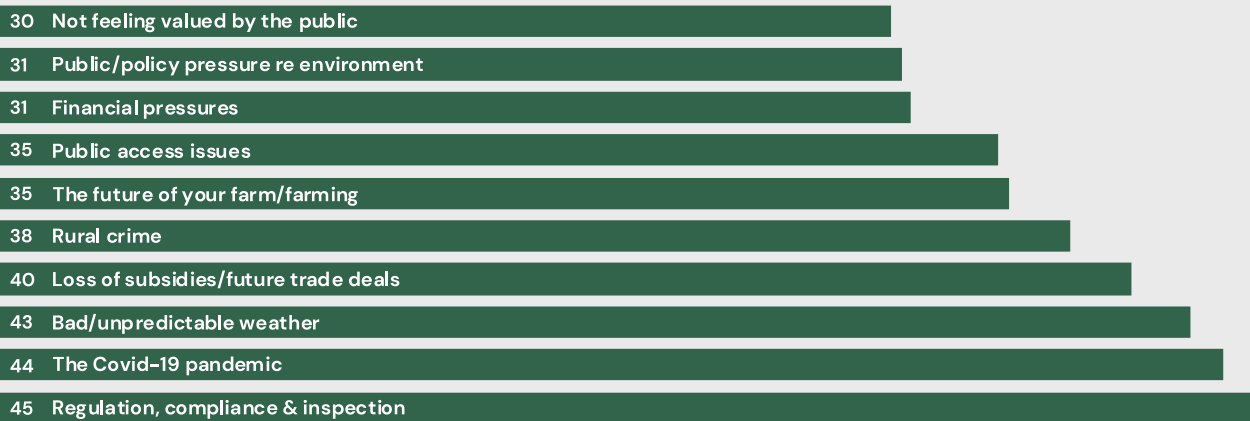 30 Not feeling valued by the public
31 Public/policy pressure re environment
31 Financial pressures
35 Public access issues
35 The future of your farm/farming
38 Rural crime
40 Loss of subsidies/future trade deals
43 Bad/unpredictable weather
44 The Covid-19 pandemic
45 Regulation, compliance & inspection